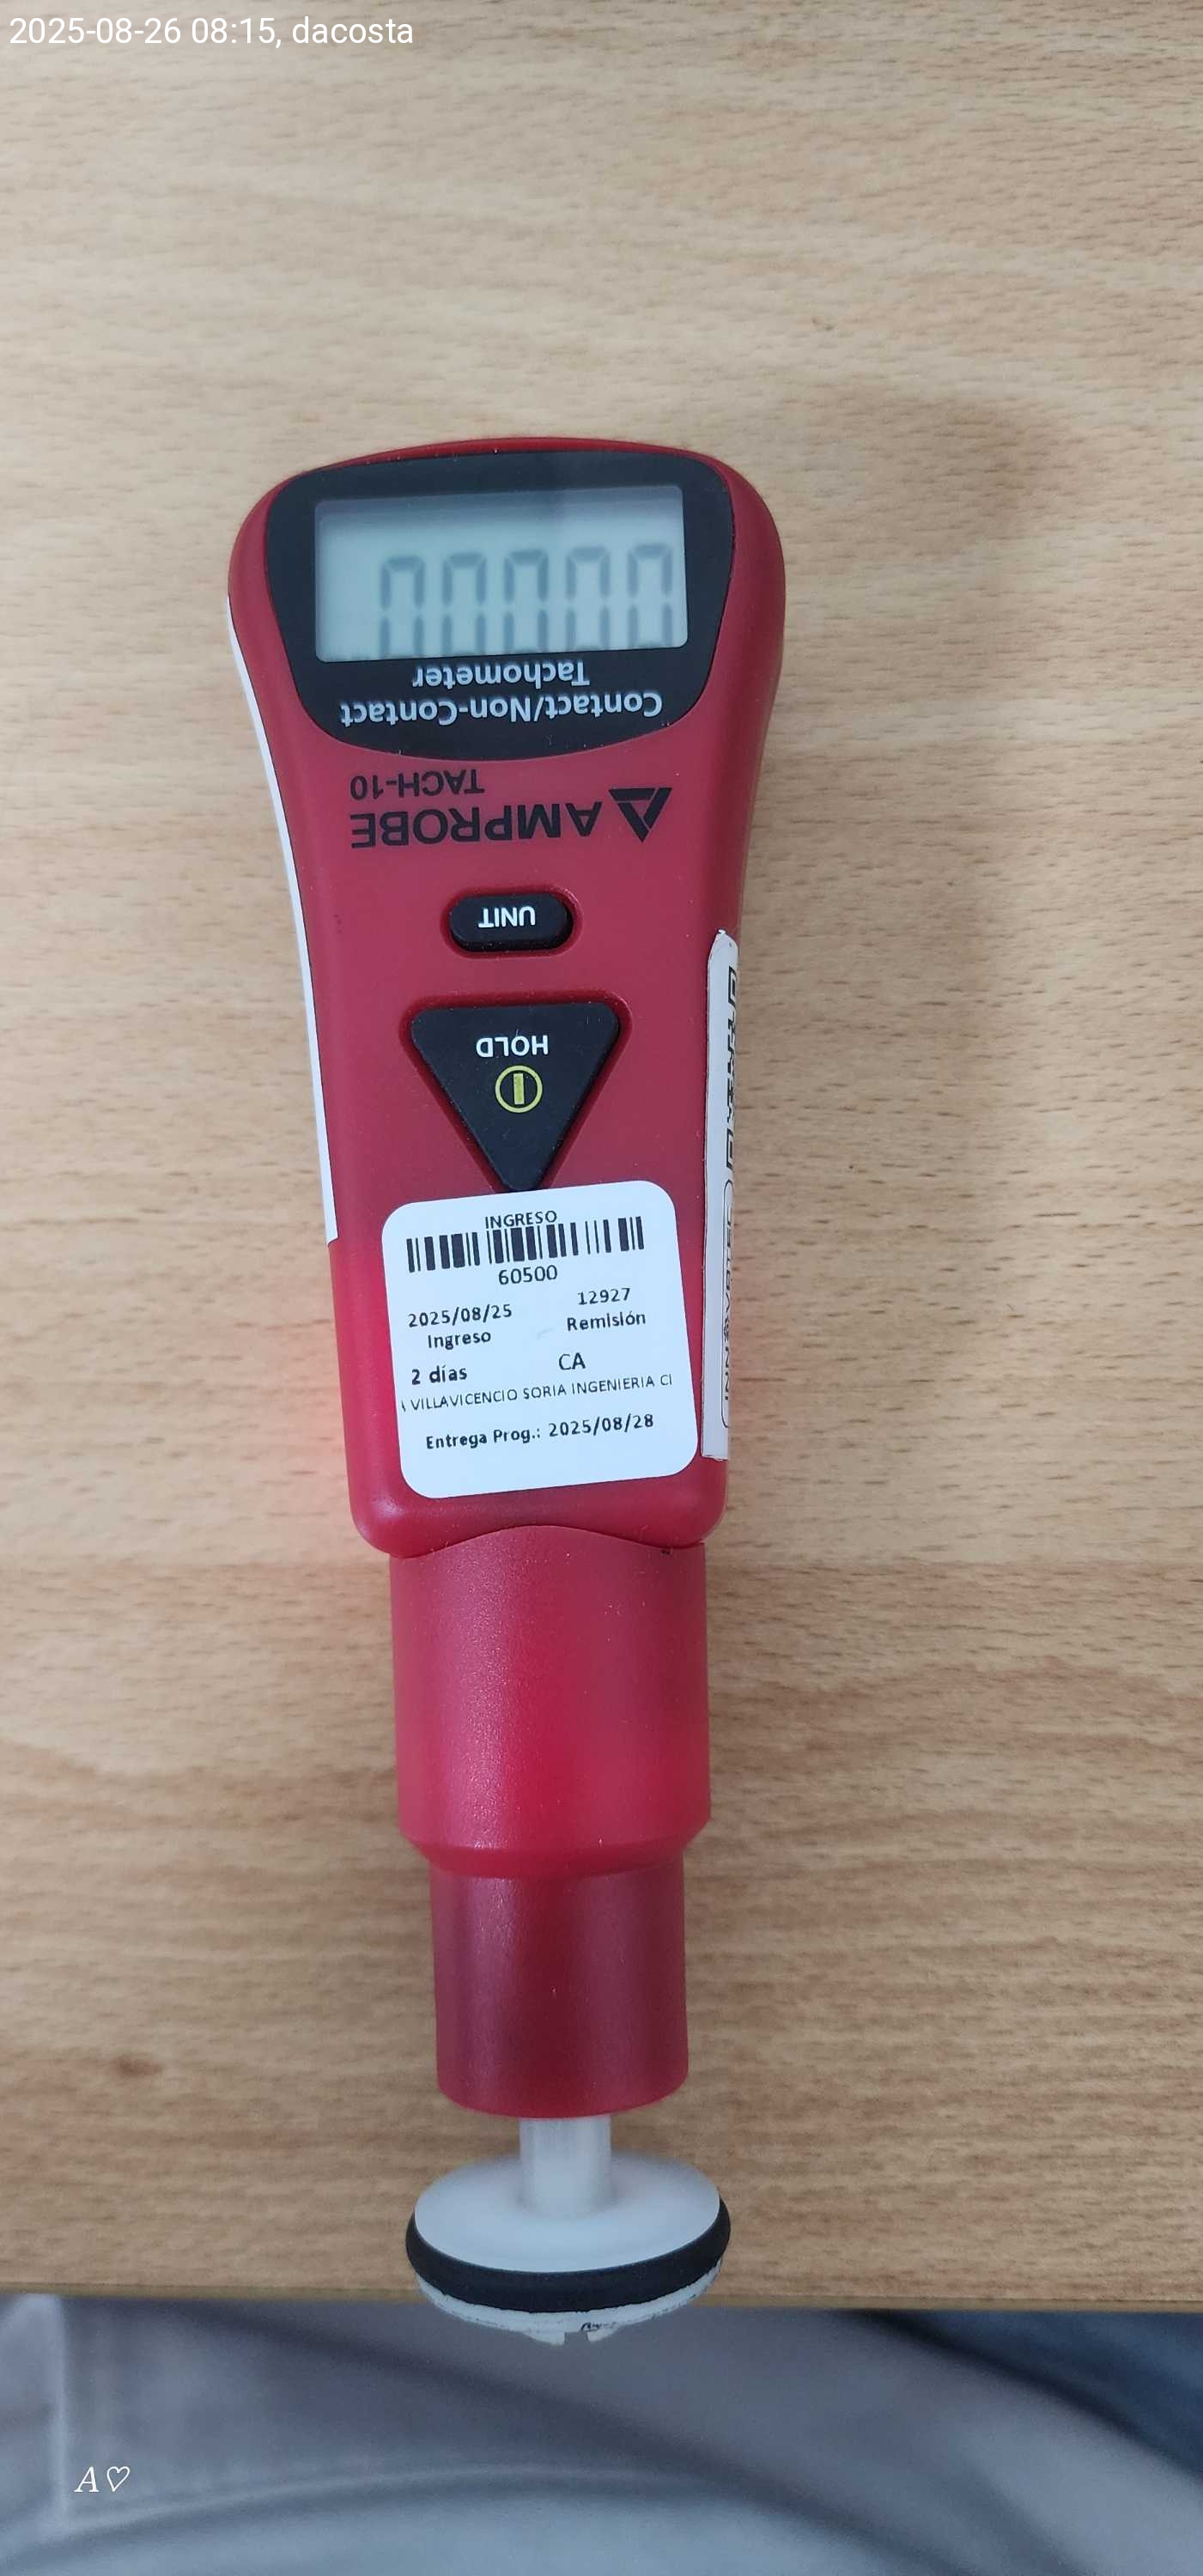 2025-08-26 08:15, dacosta
Contact/Non-Contact
Tachometer
AMPROBE
TACH-10
UNIT
HOLD
INGRESO
60500
2025/08/25
Ingreso
12927
Remisión
2 días
CA
VILLAVICENCIO SORIA INGENIERIA CI
Entrega Prog.: 2025/08/28
A♡